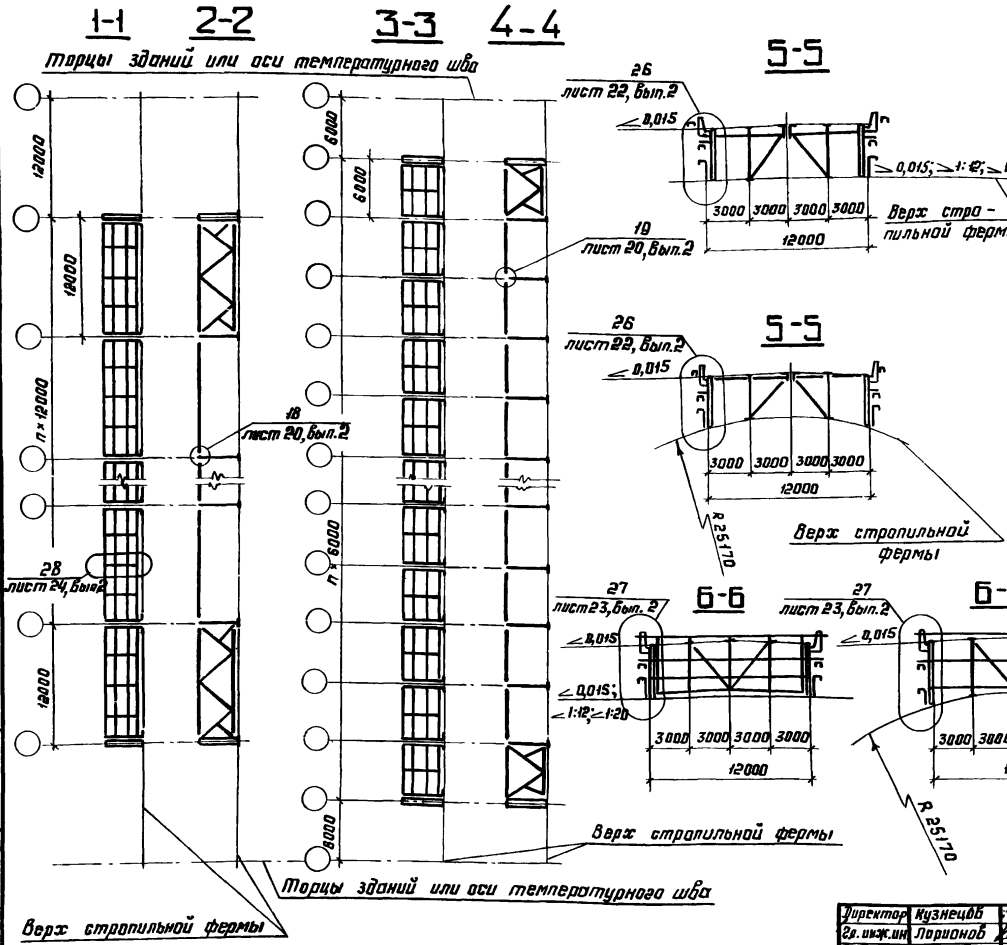 1-1
2-2
3-3
4-4
Торцы зданий или оси температурного шва
12000
12000
п×12000
12000
18
лист 20, вып.2
28
лист 24, вып.2
6000
6000
п×6000
6000
19
лист 20, вып.2
Торцы зданий или оси температурного шва
Верх стропильной фермы
Верх стропильной фермы
5-5
26
лист 22, вып.2
0,015
0,015; 1:12;
Верх стро-
пильной ферм
3000 3000 3000 3000
12000
5-5
26
лист 22, вып.2
0,015
3000 3000 3000 3000
12000
R 25170
Верх стропильной
фермы
6-6
27
лист 23, вып. 2
0,015
0,015;
1:12; 1:20
3000 3000 3000 3000
12000
6-
27
лист 23, вып.2
0,015
3000
R 25170
Директор Кузнецов
Гл. инж.ин Ларионов